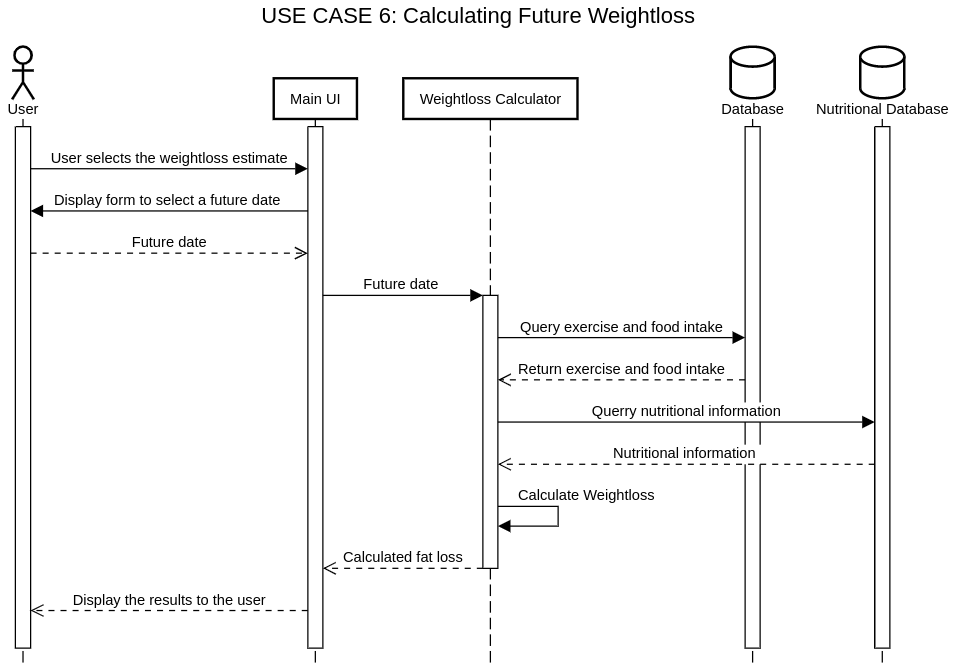 USE CASE 6: Calculating Future Weightloss
User
Main UI
Weightloss Calculator
Database
Nutritional Database
User selects the weightloss estimate
Display form to select a future date
Future date
Future date
Query exercise and food intake
Return exercise and food intake
Querry nutritional information
Nutritional information
Calculate Weightloss
Calculated fat loss
Display the results to the user